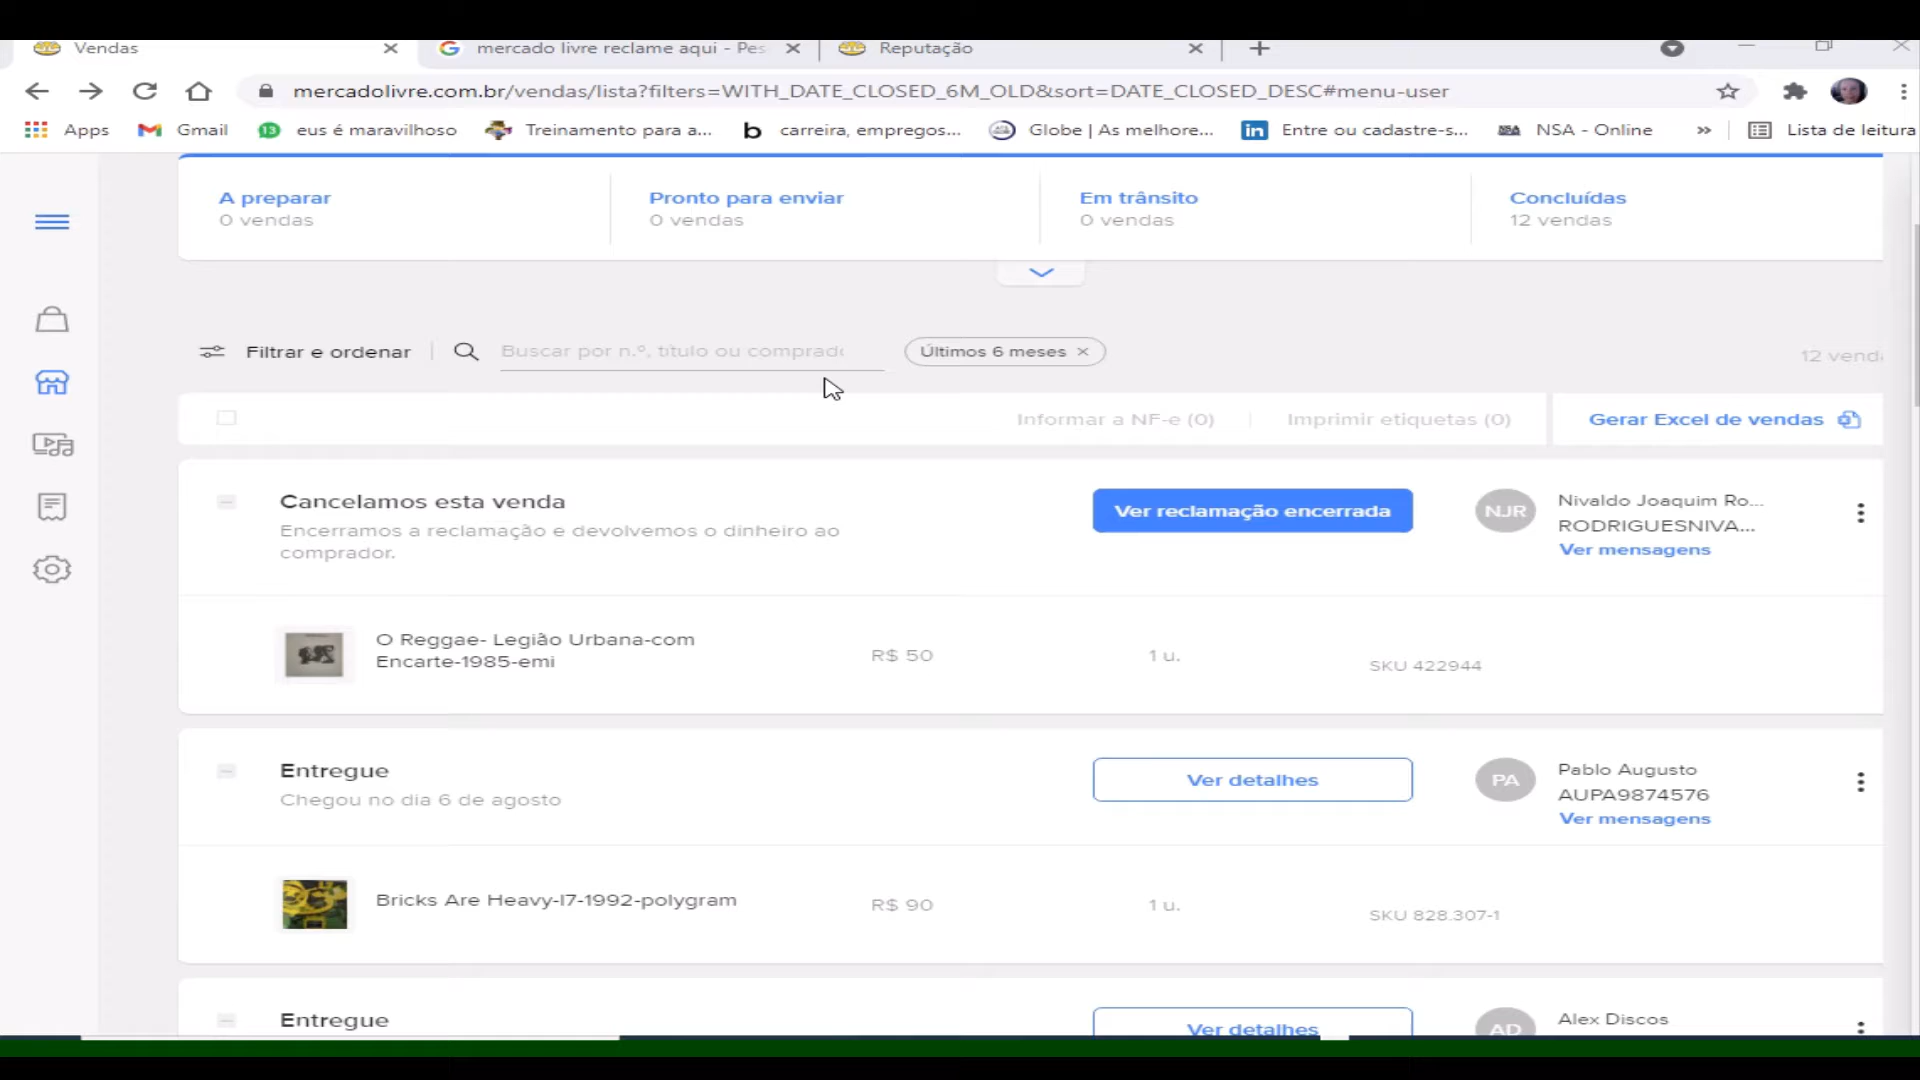 Vendas
mercado livre reclame aqui - Pes
Reputação
mercadolivre.com.br/vendas/lista?filters=WITH_DATE_CLOSED_6M_OLD&sort=DATE_CLOSED_DESC#menu-user
Apps
Gmail
13
eus é maravilhoso
Treinamento para a...
b
carreira, empregos...
Globe | As melhore...
in
Entre ou cadastre-s...
NSA - Online
»
Lista de leitura
A preparar
0 vendas
Pronto para enviar
0 vendas
Em trânsito
0 vendas
Concluídas
12 vendas
Filtrar e ordenar
Buscar por n.º, título ou comprado
Últimos 6 meses ×
12 venda
Informar a NF-e (0)
Imprimir etiquetas (0)
Gerar Excel de vendas
Cancelamos esta venda
Encerramos a reclamação e devolvemos o dinheiro ao
comprador.
Ver reclamação encerrada
NJR
Nivaldo Joaquim Ro...
RODRIGUESNIVA...
Ver mensagens
O Reggae- Legião Urbana-com
Encarte-1985-emi
R$ 50
1 u.
SKU 422944
Entregue
Chegou no dia 6 de agosto
Ver detalhes
PA
Pablo Augusto
AUPA9874576
Ver mensagens
Bricks Are Heavy-l7-1992-polygram
R$ 90
1 u.
SKU 828.307-1
Entregue
Ver detalhes
AD
Alex Discos